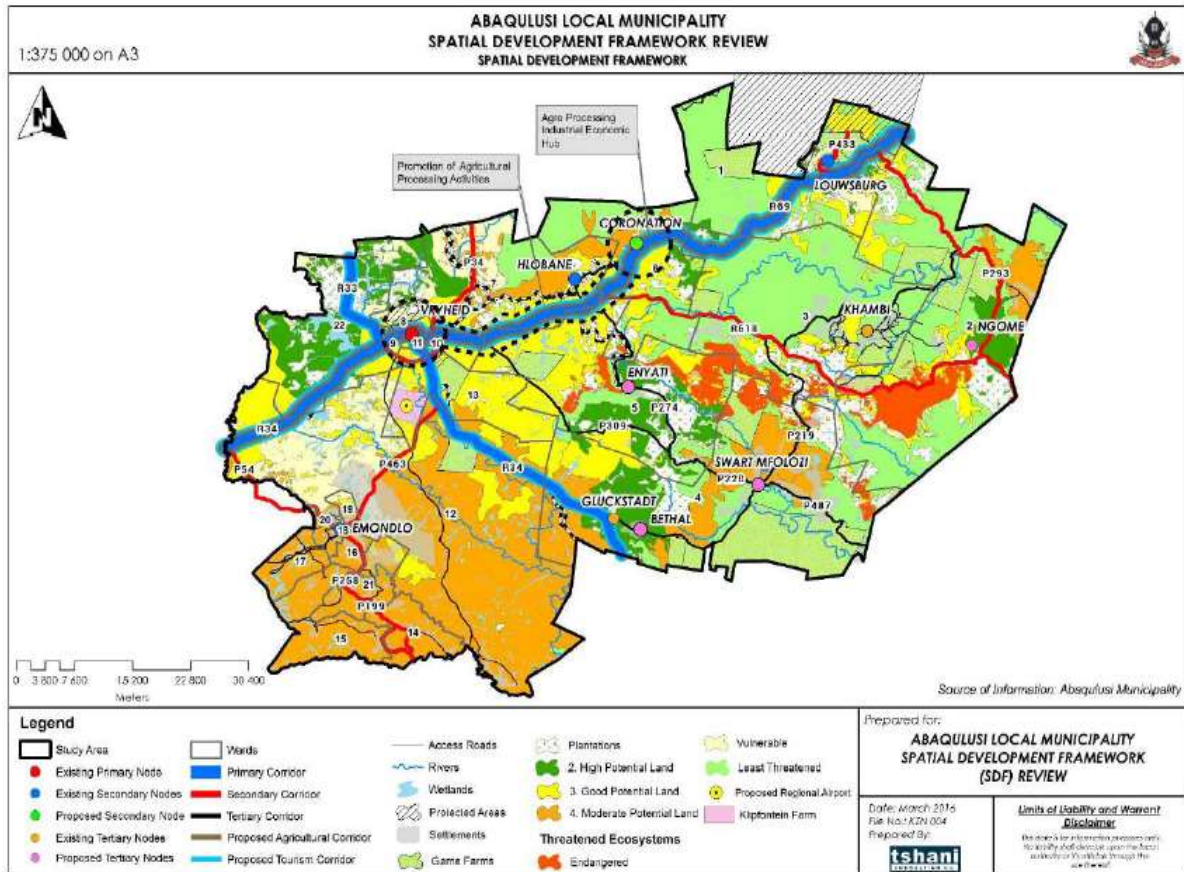 ABAQULUSI LOCAL MUNICIPALITY
SPATIAL DEVELOPMENT FRAMEWORK REVIEW
SPATIAL DEVELOPMENT FRAMEWORK
1:375 000 on A3
N
Agro Processing
Industrial Economic
Hub
Promotion of Agricultural
Processing Activities
P433
1
LOUWSBURG
R69
CORONATION
P34
HLOBANE
6
P293
R33
VRYHEID
22
8
9
11
10
KHAMBI
3
2
NGOME
R618
ENYATI
13
5
P274
P309
P219
R34
P54
P463
R34
SWART MFOLOZI
P228
4
P487
GLUCKSTADT
BETHAL
12
19
20
18
EMONDLO
17
16
P258
21
P199
14
15
0 3 800 7 600 15 200 22 800 30 400
Meters
Source of Information: Abaqulusi Municipality
Legend
Study Area
Existing Primary Node
Existing Secondary Nodes
Proposed Secondary Node
Existing Tertiary Nodes
Proposed Tertiary Nodes
Wards
Primary Corridor
Secondary Corridor
Tertiary Corridor
Proposed Agricultural Corridor
Proposed Tourism Corridor
Access Roads
Rivers
Wetlands
Protected Areas
Settlements
Game Farms
Plantations
2. High Potential Land
3. Good Potential Land
4. Moderate Potential Land
Threatened Ecosystems
Endangered
Vulnerable
Least Threatened
Proposed Regional Airport
Klipfontein Farm
Prepared for:
ABAQULUSI LOCAL MUNICIPALITY
SPATIAL DEVELOPMENT FRAMEWORK
(SDF) REVIEW
Date: March 2016
File No.: KZN 004
Prepared By:
tshani
Limits of Liability and Warrant
Disclaimer